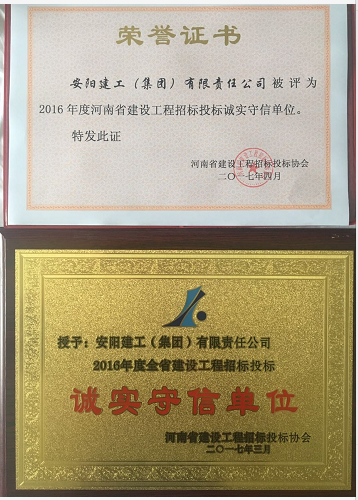 荣誉证书
安阳建工（集团）有限责任公司被评为
2016年度河南省建设工程招标投标诚实守信单位。
特发此证
河南省建设工程招标投标协会
二〇一七年四月
授予：安阳建工（集团）有限责任公司
2016年度全省建设工程招标投标
诚实守信单位
河南省建设工程招标投标协会
二〇一七年三月